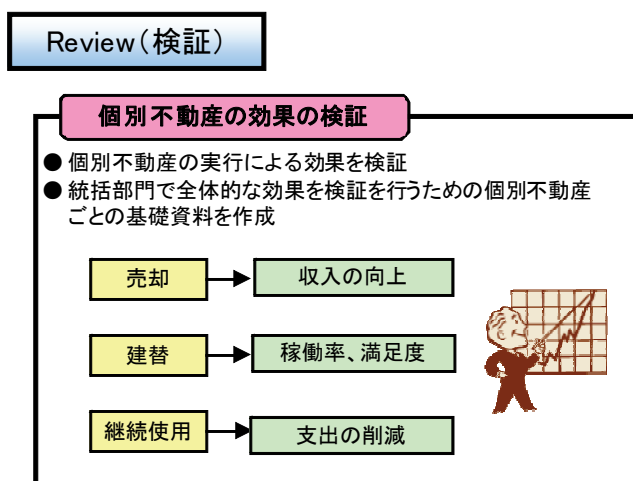 Review（検証）
個別不動産の効果の検証
● 個別不動産の実行による効果を検証
● 統括部門で全体的な効果を検証を行うための個別不動産
ごとの基礎資料を作成
売却
収入の向上
建替
稼働率、満足度
継続使用
支出の削減